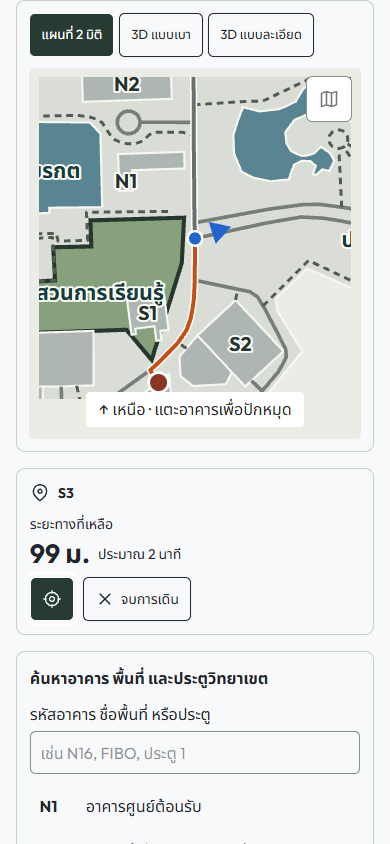 แผนที่ 2 มิติ
3D แบบเบา
3D แบบละเอียด
N2
N1
สวนการเรียนรู้
S1
S2
↑ เหนือ · แตะอาคารเพื่อปักหมุด
S3
ระยะทางที่เหลือ
99 ม. ประมาณ 2 นาที
จบการเดิน
ค้นหาอาคาร พื้นที่ และประตูวิทยาเขต
รหัสอาคาร ชื่อพื้นที่ หรือประตู
เช่น N16, FIBO, ประตู 1
N1 อาคารศูนย์ต้อนรับ